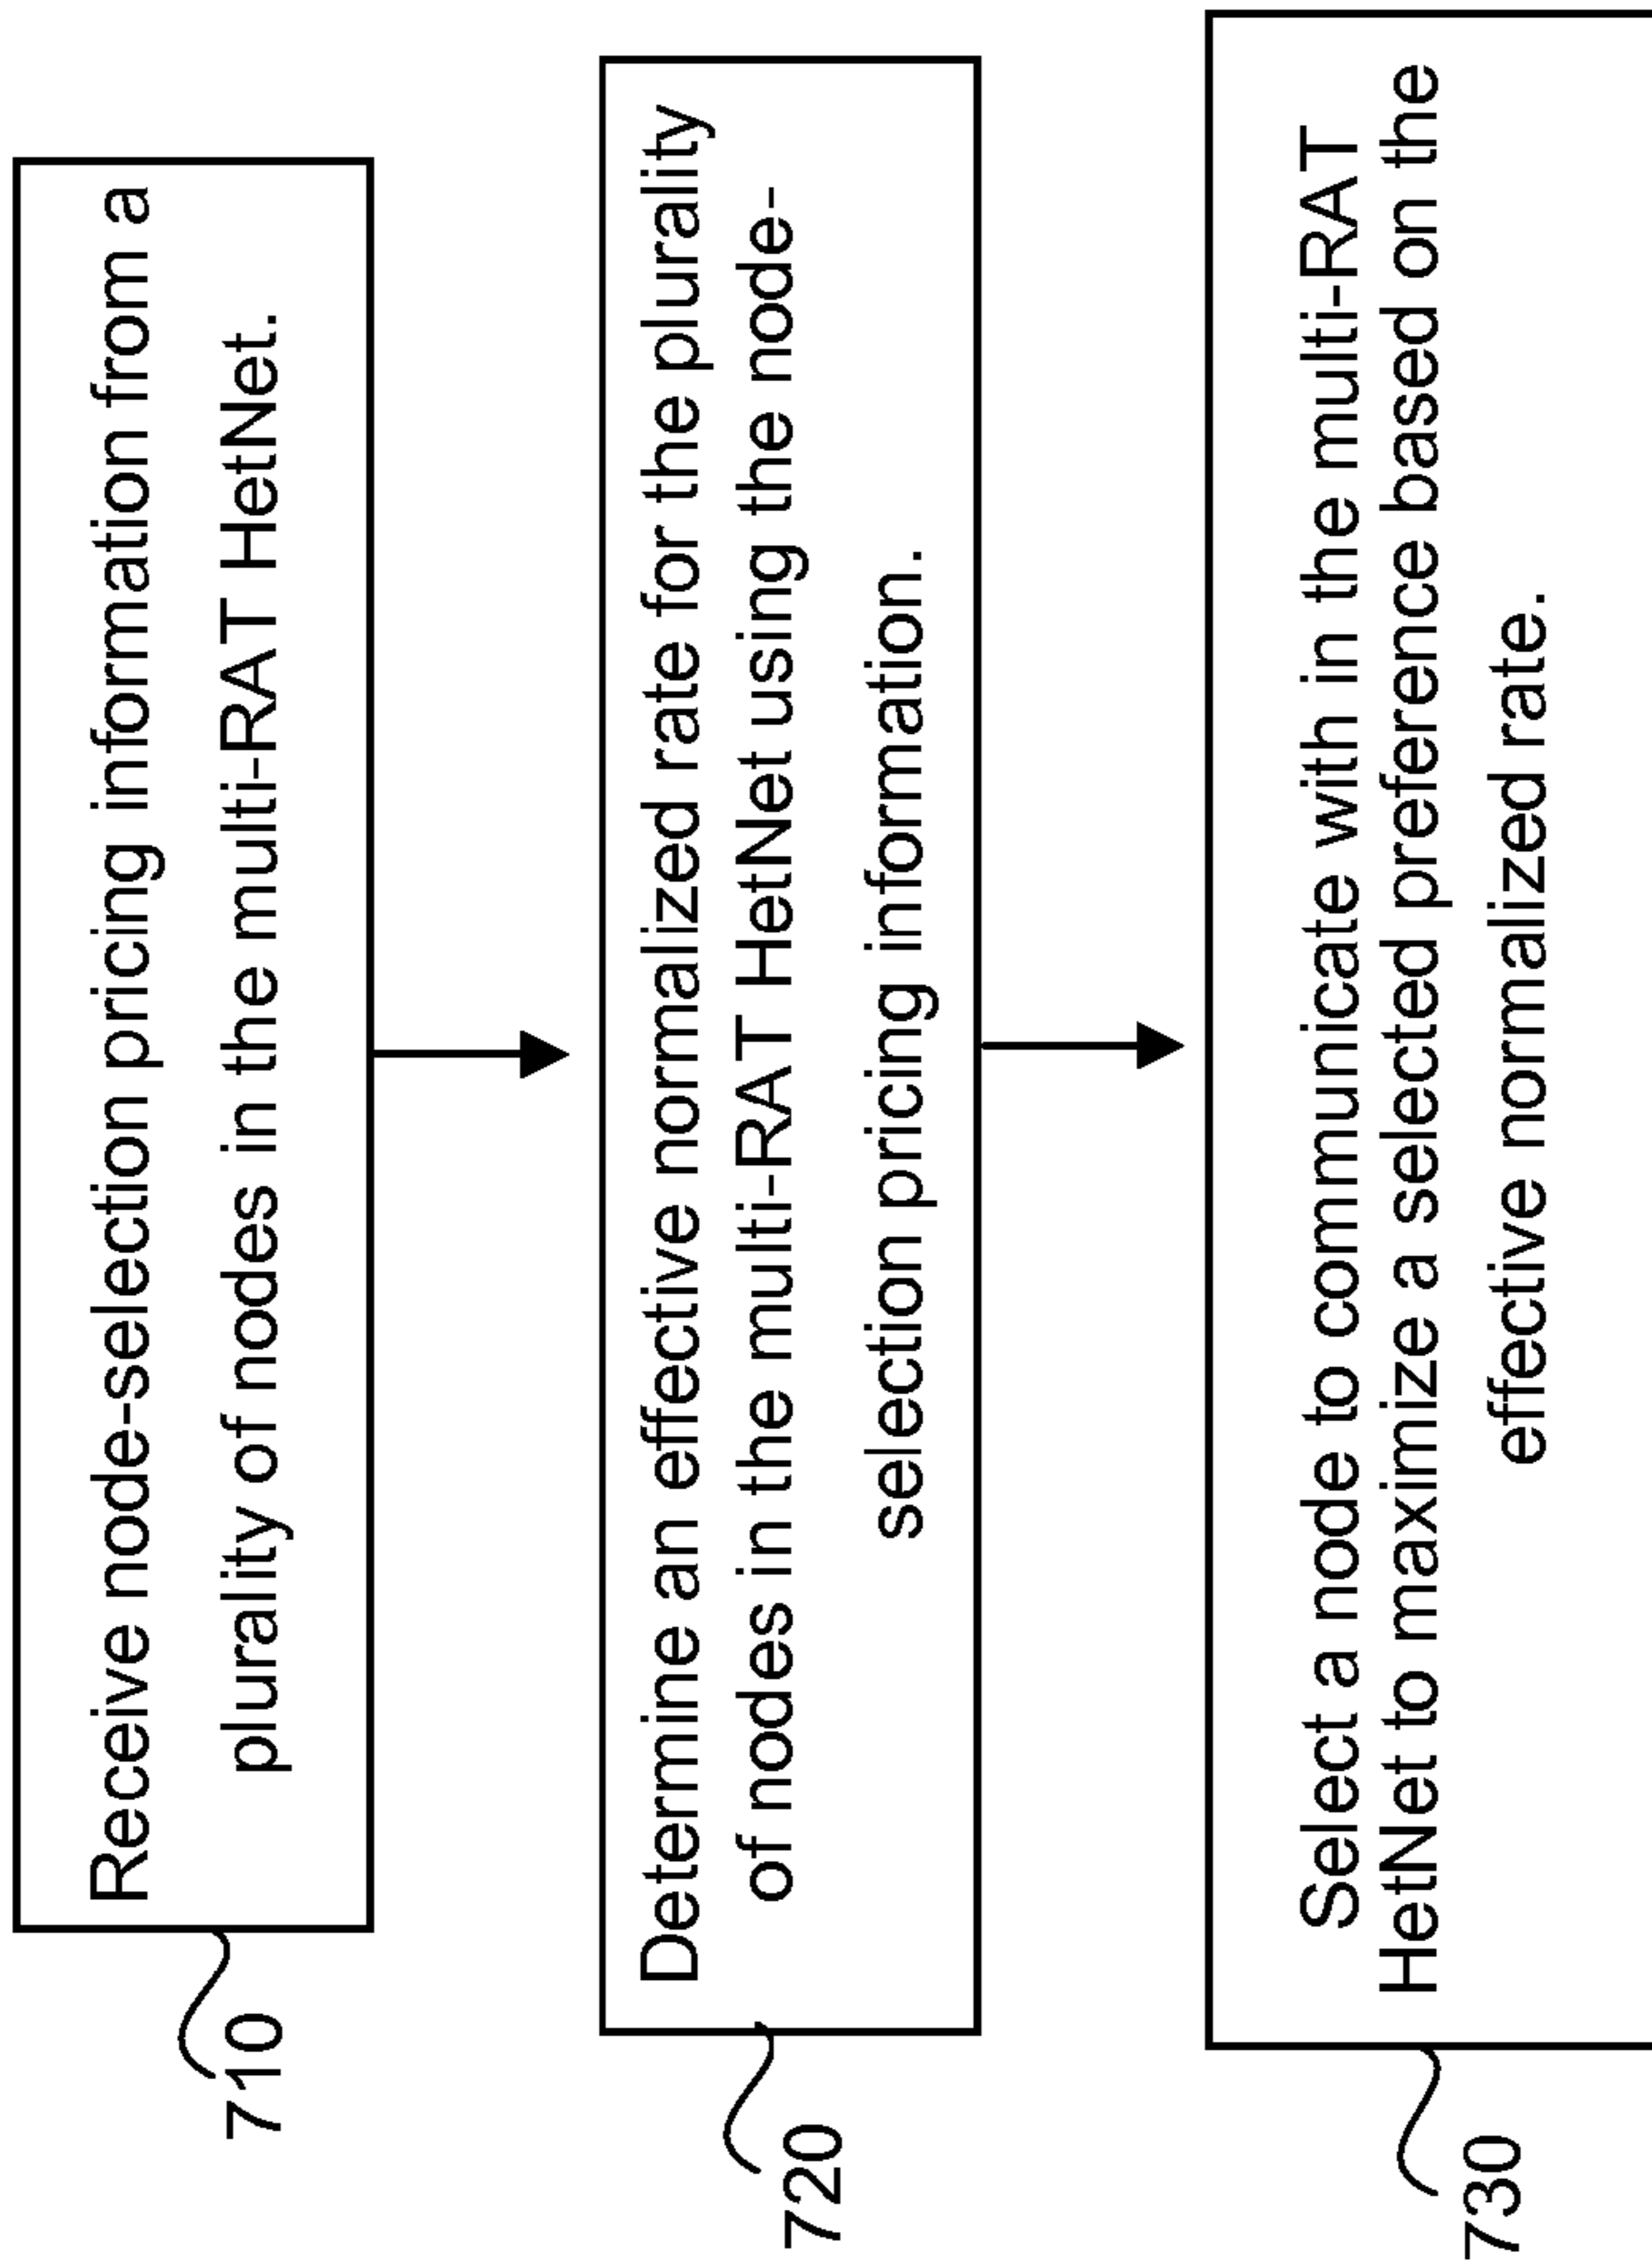 Receive node-selection pricing information from a
plurality of nodes in the multi-RAT HetNet.
710
Determine an effective normalized rate for the plurality
of nodes in the multi-RAT HetNet using the node-
selection pricing information.
720
Select a node to communicate with in the multi-RAT
HetNet to maximize a selected preference based on the
effective normalized rate.
730